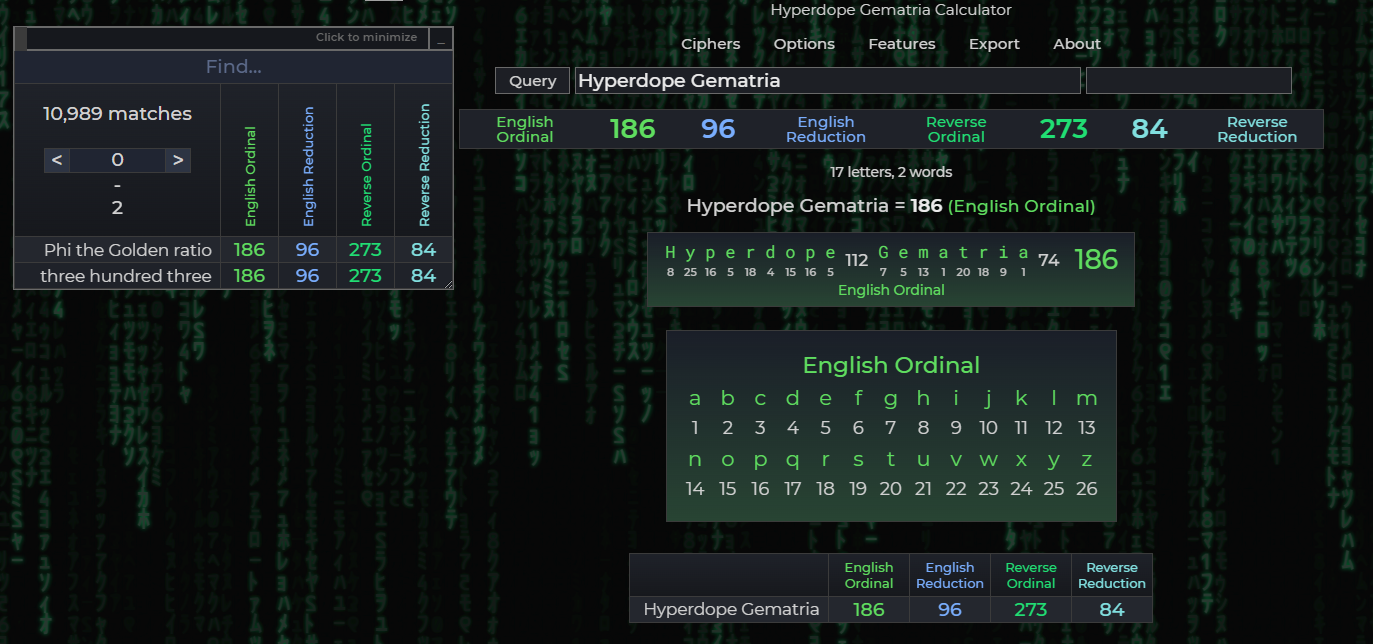 Hyperdope Gematria Calculator
Click to minimize _
Ciphers Options Features Export About
Find...
Query Hyperdope Gematria
10,989 matches
< 0 >
-
2
English Ordinal
English Reduction
Reverse Ordinal
Reverse Reduction
Phi the Golden ratio 186 96 273 84
three hundred three 186 96 273 84
English Ordinal 186 96 English Reduction Reverse Ordinal 273 84 Reverse Reduction
17 letters, 2 words
Hyperdope Gematria = 186 (English Ordinal)
H y p e r d o p e 112 G e m a t r i a 74 186
8 25 16 5 18 4 15 16 5 7 5 13 1 20 18 9 1
English Ordinal
English Ordinal
a b c d e f g h i j k l m
1 2 3 4 5 6 7 8 9 10 11 12 13
n o p q r s t u v w x y z
14 15 16 17 18 19 20 21 22 23 24 25 26
English Ordinal English Reduction Reverse Ordinal Reverse Reduction
Hyperdope Gematria 186 96 273 84